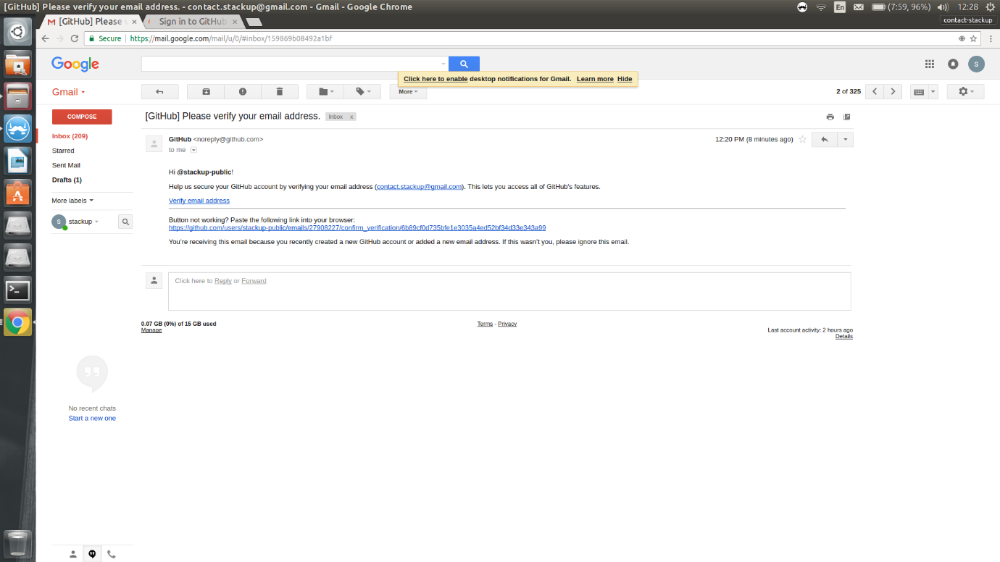 [GitHub] Please verify your email address. - contact.stackup@gmail.com - Gmail - Google Chrome
En (7:59, 96%) 12:28
[GitHub] Please v × Sign in to GitHub ×
contact-stackup
Secure https://mail.google.com/mail/u/0/#inbox/159869b08492a1bf
Google
S
Click here to enable desktop notifications for Gmail. Learn more Hide
Gmail
More
2 of 325
COMPOSE
[GitHub] Please verify your email address. Inbox x
Inbox (209)
Starred
Sent Mail
Drafts (1)
More labels
S stackup
GitHub <noreply@github.com>
12:20 PM (8 minutes ago)
to me
Hi @stackup-public!
Help us secure your GitHub account by verifying your email address (contact.stackup@gmail.com). This lets you access all of GitHub's features.
Verify email address
Button not working? Paste the following link into your browser:
https://github.com/users/stackup-public/emails/27908227/confirm_verification/6b89cf0d735bfe1e3035a4ed52bf34d33e343a99
You're receiving this email because you recently created a new GitHub account or added a new email address. If this wasn't you, please ignore this email.
Click here to Reply or Forward
0.07 GB (0%) of 15 GB used
Manage
Terms - Privacy
Last account activity: 2 hours ago
Details
No recent chats
Start a new one